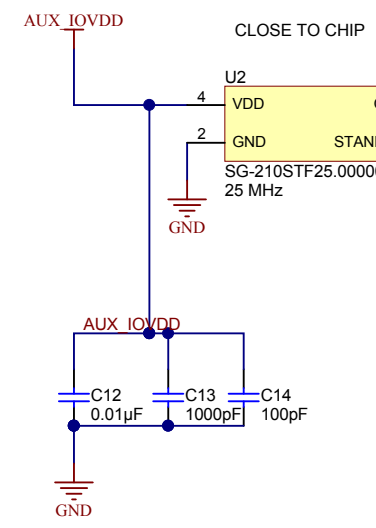 AUX_IOVDD
CLOSE TO CHIP
U2
4 VDD
2 GND
STAN
SG-210STF25.0000
25 MHz
GND
AUX_IOVDD
C12
0.01µF
C13
1000pF
C14
100pF
GND